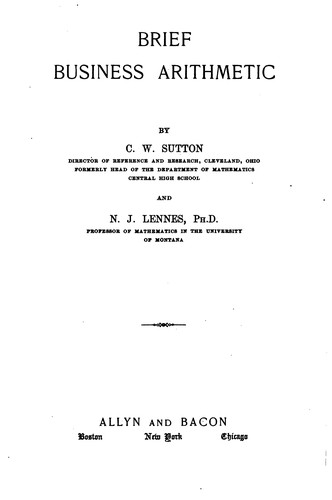 BRIEF
BUSINESS ARITHMETIC
BY
C. W. SUTTON
DIRECTOR OF REFERENCE AND RESEARCH, CLEVELAND, OHIO
FORMERLY HEAD OF THE DEPARTMENT OF MATHEMATICS
CENTRAL HIGH SCHOOL
AND
N. J. LENNES, PH.D.
PROFESSOR OF MATHEMATICS IN THE UNIVERSITY
OF MONTANA
ALLYN AND BACON
Boston New York Chicago